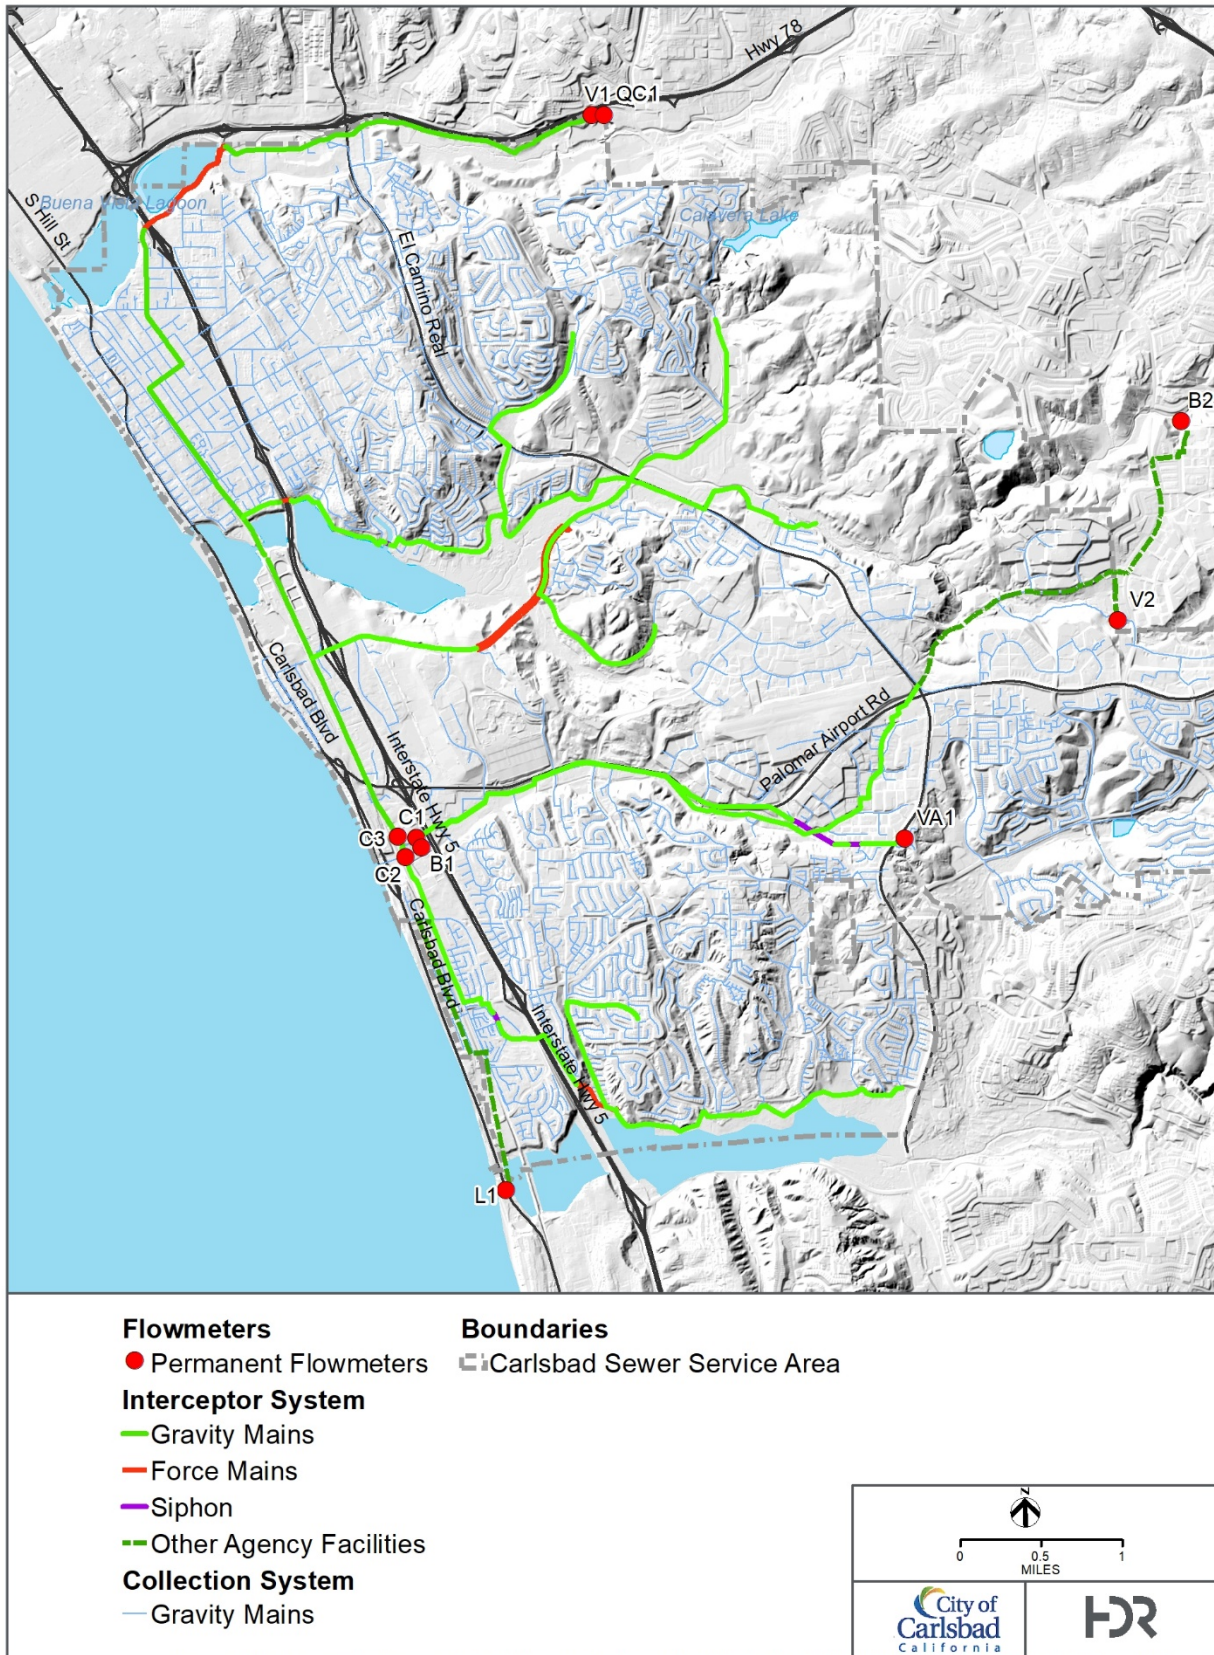 Hwy 78
V1 QC1
Buena Vista Lagoon
S Hill St
Calavera Lake
El Camino Real
B2
V2
Carlsbad Blvd
Interstate Hwy 5
Palomar Airport Rd
C1
C3
VA1
B1
C2
Carlsbad Blvd
Interstate Hwy 5
L1
Flowmeters
Permanent Flowmeters
Boundaries
Carlsbad Sewer Service Area
Interceptor System
Gravity Mains
Force Mains
Siphon
Other Agency Facilities
Collection System
Gravity Mains
N
0 0.5 1
MILES
City of
Carlsbad
California
HDR